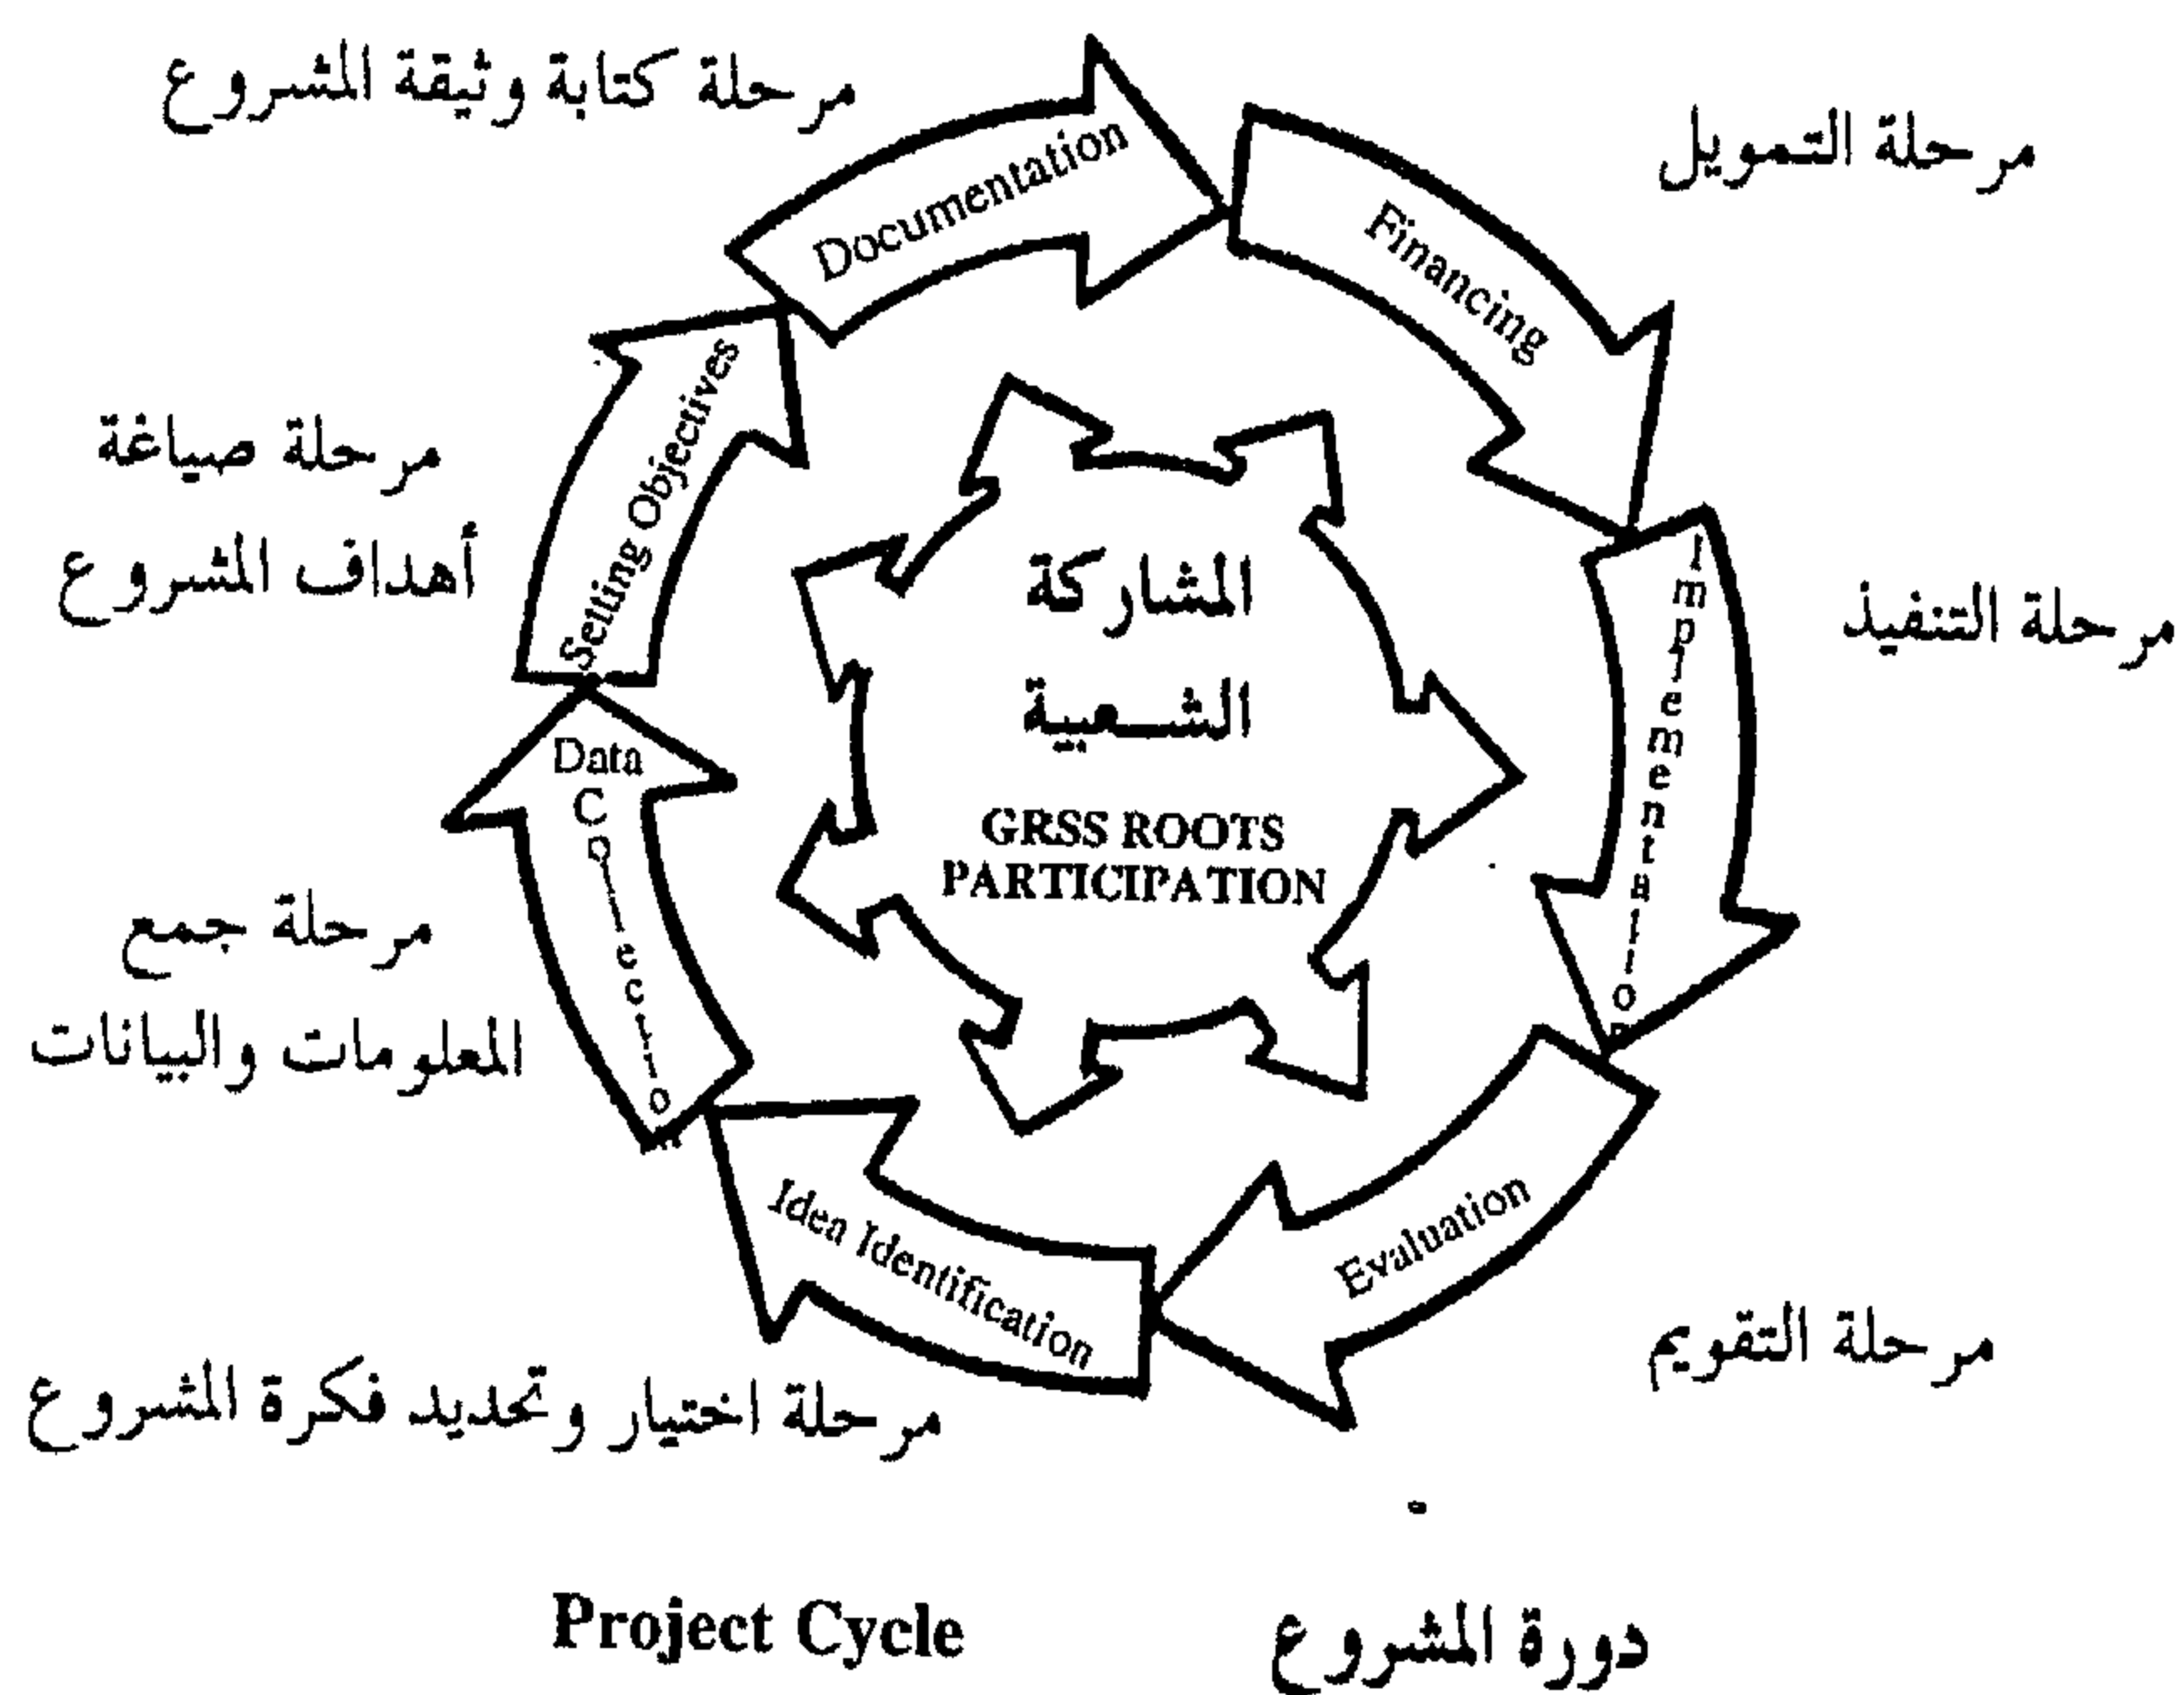 مرحلة كتابة وثيقة المشروع
Documentation
مرحلة التمويل
Financing
مرحلة صياغة
أهداف المشروع
Setting Objectives
المشاركة
الشعبية
GRSS ROOTS
PARTICIPATION
مرحلة التنفيذ
Implementation
Data
Collection
مرحلة جمع
المعلومات والبيانات
Idea Identification
Evaluation
مرحلة التقويم
مرحلة اختيار وتحديد فكرة المشروع
Project Cycle
دورة المشروع